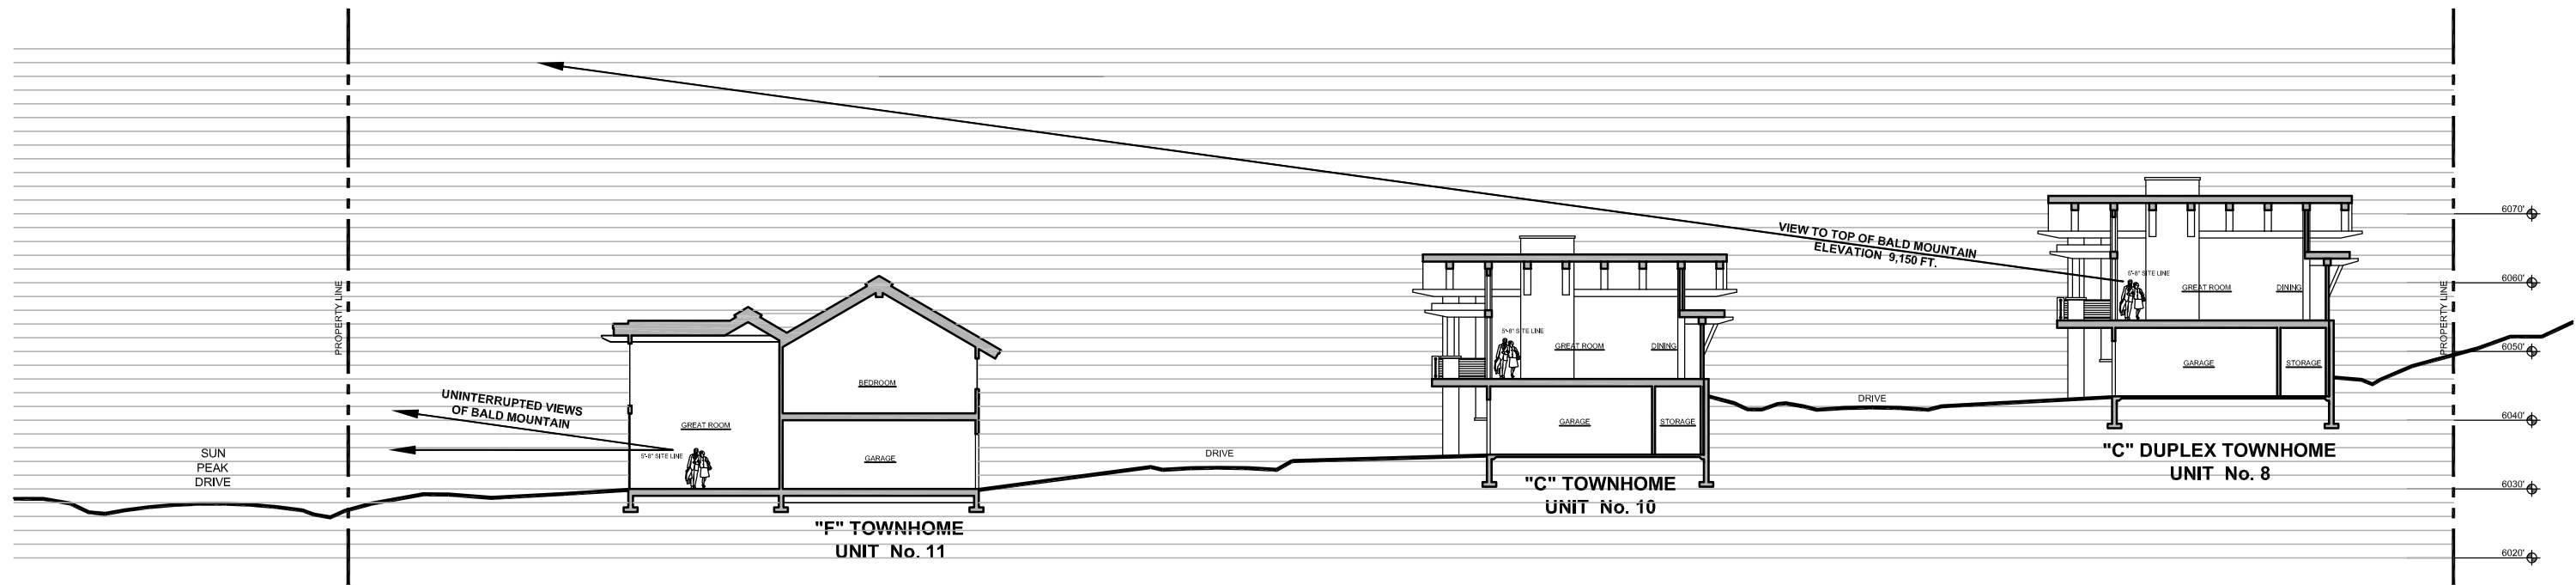 PROPERTY LINE
SUN
PEAK
DRIVE
UNINTERRUPTED VIEWS
OF BALD MOUNTAIN
GREAT ROOM
5'-6" SITE LINE
BEDROOM
GARAGE
"F" TOWNHOME
UNIT No. 11
DRIVE
5'-6" SITE LINE
GREAT ROOM
DINING
GARAGE
STORAGE
"C" TOWNHOME
UNIT No. 10
VIEW TO TOP OF BALD MOUNTAIN
ELEVATION 9,150 FT.
DRIVE
5'-6" SITE LINE
GREAT ROOM
DINING
GARAGE
STORAGE
"C" DUPLEX TOWNHOME
UNIT No. 8
PROPERTY LINE
6070'
6060'
6050'
6040'
6030'
6020'